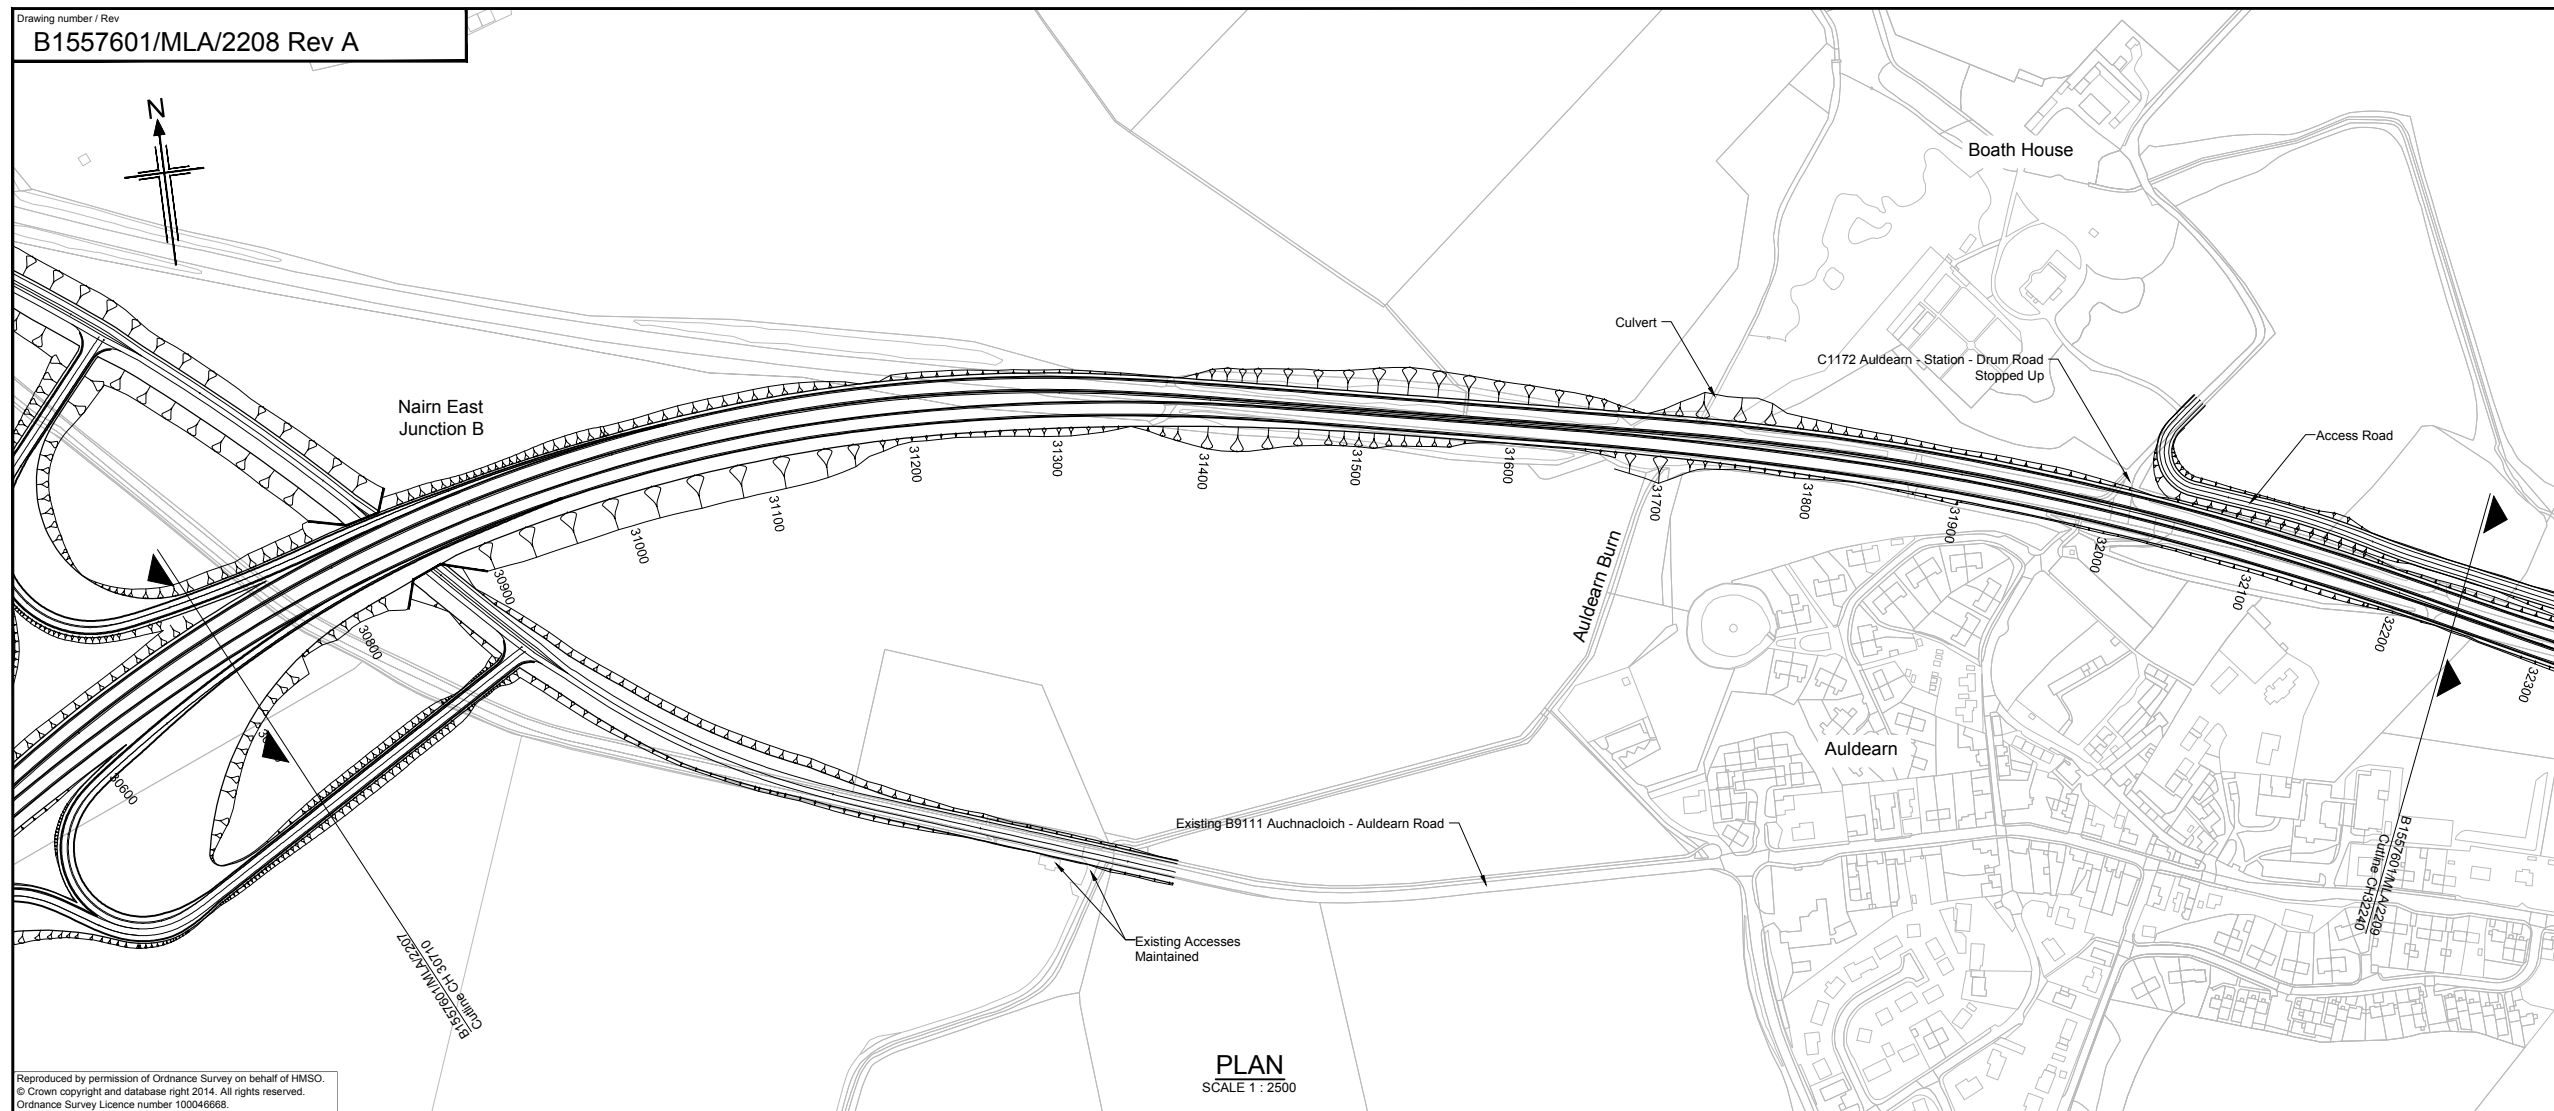 Drawing number / Rev
B1557601/MLA/2208 Rev A
N
Boath House
Culvert
C1172 Auldearn - Station - Drum Road
Stopped Up
Nairn East
Junction B
Access Road
30800
30900
31000
31100
31200
31300
31400
31500
31600
31700
31800
31900
32000
32100
32200
32300
Auldearn Burn
Auldearn
30900
Existing B9111 Auchnacloich - Auldearn Road
Existing Accesses
Maintained
B1557601/MLA/2207
Cutline CH 30710
B1557601/MLA/2209
Cutline CH 32240
PLAN
SCALE 1 : 2500
Reproduced by permission of Ordnance Survey on behalf of HMSO.
© Crown copyright and database right 2014. All rights reserved.
Ordnance Survey Licence number 100046668.